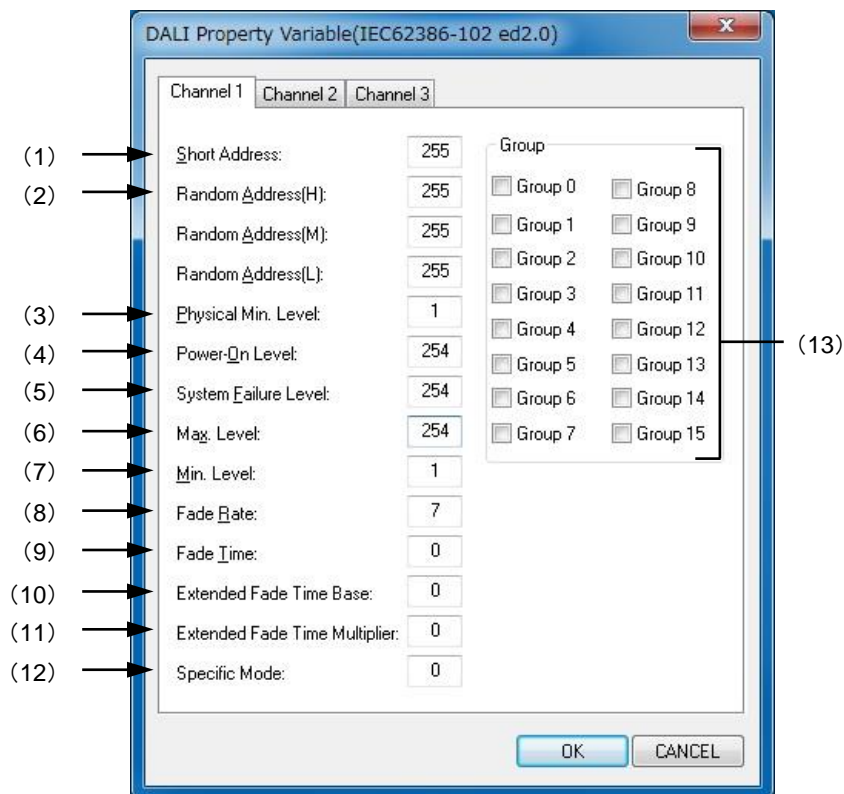 DALI Property Variable(IEC62386-102 ed2.0)
Channel 1 Channel 2 Channel 3
(1) Short Address: 255
(2) Random Address(H): 255
Random Address(M): 255
Random Address(L): 255
(3) Physical Min. Level: 1
(4) Power-On Level: 254
(5) System Failure Level: 254
(6) Max. Level: 254
(7) Min. Level: 1
(8) Fade Rate: 7
(9) Fade Time: 0
(10) Extended Fade Time Base: 0
(11) Extended Fade Time Multiplier: 0
(12) Specific Mode: 0
Group
Group 0 Group 8
Group 1 Group 9
Group 2 Group 10
Group 3 Group 11
Group 4 Group 12
Group 5 Group 13
Group 6 Group 14
Group 7 Group 15
(13)
OK CANCEL